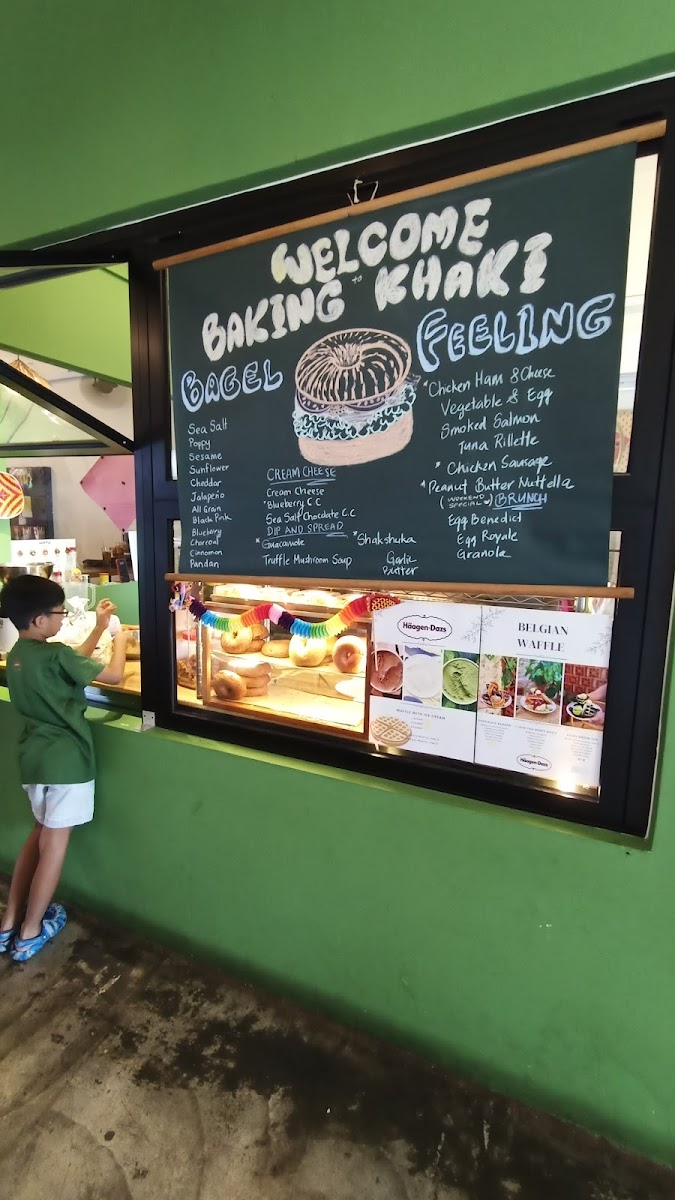 WELCOME
to
BAKING KHAKI
BAGEL
Sea Salt
Poppy
Sesame
Sunflower
Cheddar
Jalapeño
All Grain
Black Pink
Blueberry
Charcoal
Cinnamon
Pandan
CREAM CHEESE
Cream Cheese
*Blueberry C.C
Sea Salt Chocolate C.C
DIP AND SPREAD
* Guacamole
Truffle Mushroom Soup
* Shakshuka
Garlic
Butter
FEELING
*Chicken Ham & Cheese
Vegetable & Egg
Smoked Salmon
Tuna Rillette
* Chicken Sausage
*Peanut Butter Nuttella
(WEEKEND SPECIAL) BRUNCH
Egg Benedict
Egg Royale
Granola
Häagen-Dazs
BELGIAN
WAFFLE
Häagen-Dazs